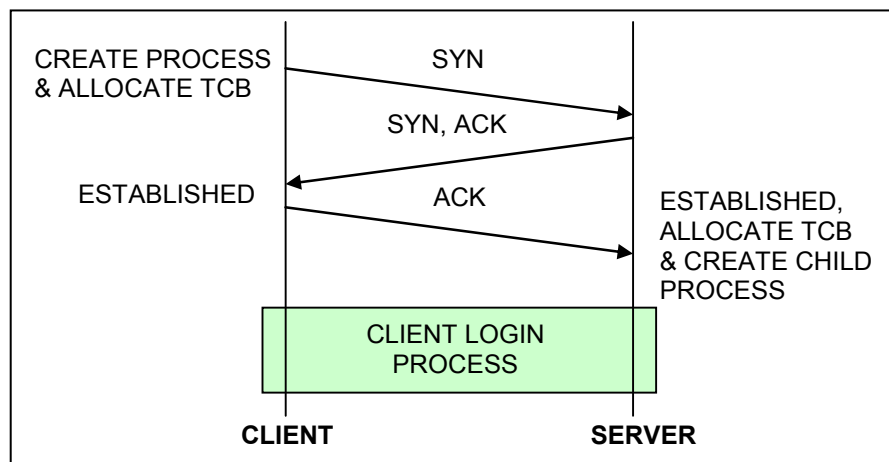 CREATE PROCESS
& ALLOCATE TCB
SYN
SYN, ACK
ESTABLISHED
ACK
ESTABLISHED,
ALLOCATE TCB
& CREATE CHILD
PROCESS
CLIENT LOGIN
PROCESS
CLIENT
SERVER